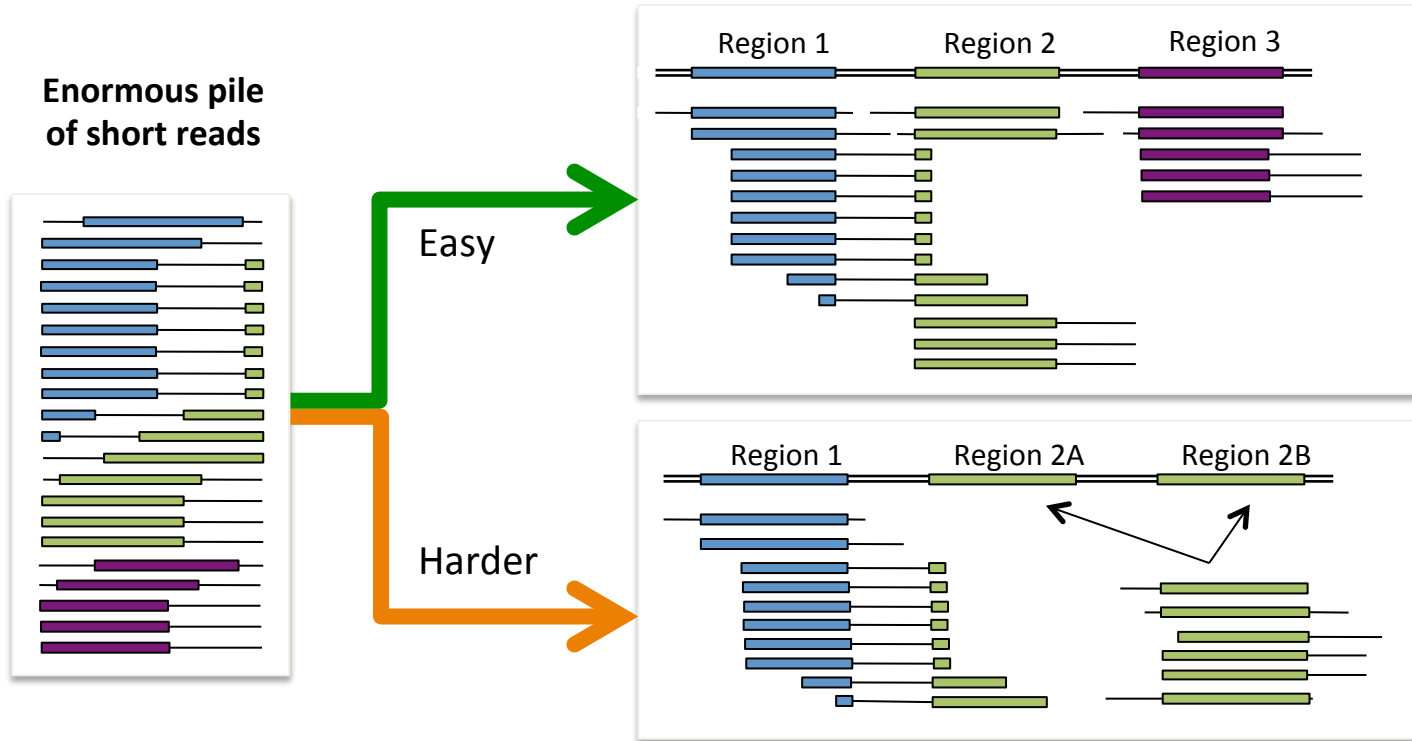 Enormous pile
of short reads
Easy
Harder
Region 1 Region 2 Region 3
Region 1 Region 2A Region 2B